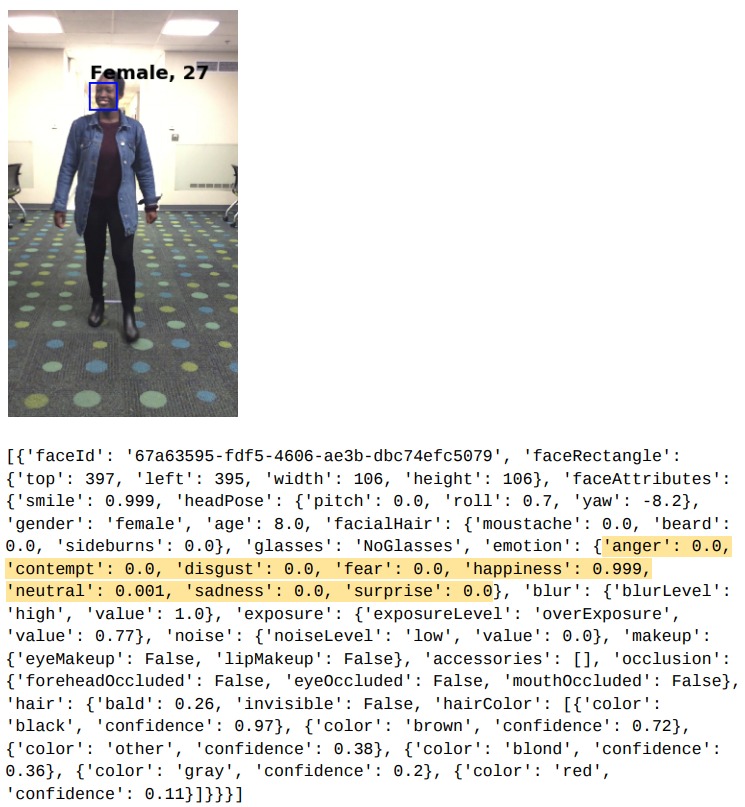 Female, 27
[{'faceId': '67a63595-fdf5-4606-ae3b-dbc74efc5079', 'faceRectangle':
{'top': 397, 'left': 395, 'width': 106, 'height': 106}, 'faceAttributes':
{'smile': 0.999, 'headPose': {'pitch': 0.0, 'roll': 0.7, 'yaw': -8.2},
'gender': 'female', 'age': 8.0, 'facialHair': {'moustache': 0.0, 'beard':
0.0, 'sideburns': 0.0}, 'glasses': 'NoGlasses', 'emotion': {'anger': 0.0,
'contempt': 0.0, 'disgust': 0.0, 'fear': 0.0, 'happiness': 0.999,
'neutral': 0.001, 'sadness': 0.0, 'surprise': 0.0}, 'blur': {'blurLevel':
'high', 'value': 1.0}, 'exposure': {'exposureLevel': 'overExposure',
'value': 0.77}, 'noise': {'noiseLevel': 'low', 'value': 0.0}, 'makeup':
{'eyeMakeup': False, 'lipMakeup': False}, 'accessories': [], 'occlusion':
{'foreheadOccluded': False, 'eyeOccluded': False, 'mouthOccluded': False},
'hair': {'bald': 0.26, 'invisible': False, 'hairColor': [{'color':
'black', 'confidence': 0.97}, {'color': 'brown', 'confidence': 0.72},
{'color': 'other', 'confidence': 0.38}, {'color': 'blond', 'confidence':
0.36}, {'color': 'gray', 'confidence': 0.2}, {'color': 'red',
'confidence': 0.11}]}}}]